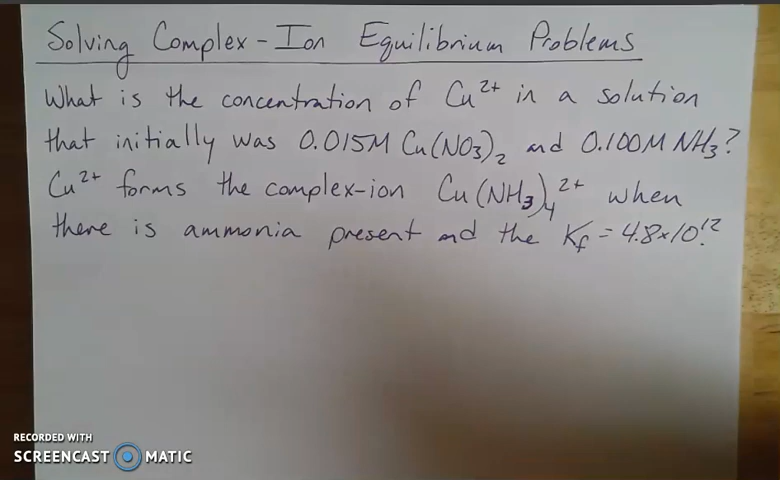 Solving Complex-Ion Equilibrium Problems
What is the concentration of Cu²⁺ in a solution
that initially was 0.015M Cu(NO₃)₂ and 0.100M NH₃?
Cu²⁺ forms the complex-ion Cu(NH₃)₄²⁺ when
there is ammonia present and the Kf = 4.8×10¹².
RECORDED WITH
SCREENCAST MATIC